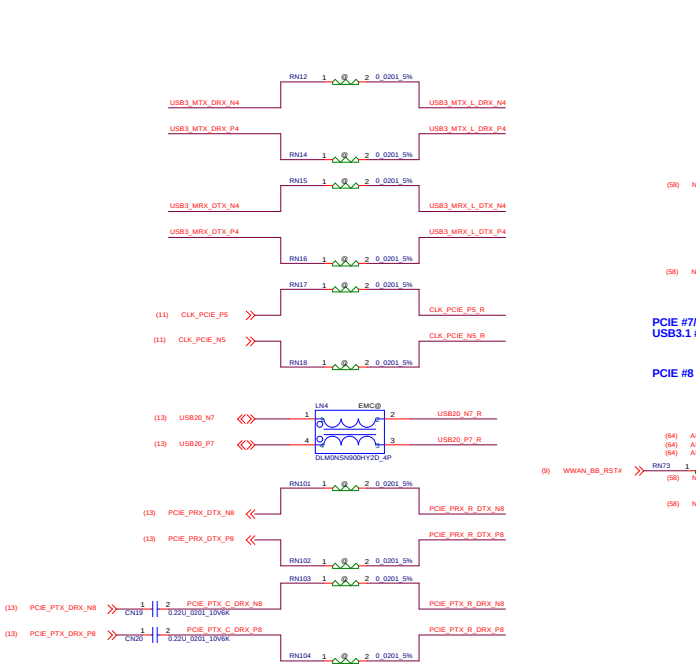 RN12 1 @ 2 0_0201_5%
USB3_MTX_DRX_N4 USB3_MTX_L_DRX_N4
USB3_MTX_DRX_P4 USB3_MTX_L_DRX_P4
RN14 1 @ 2 0_0201_5%
RN15 1 @ 2 0_0201_5%
(58) N
USB3_MRX_DTX_N4 USB3_MRX_L_DTX_N4
USB3_MRX_DTX_P4 USB3_MRX_L_DTX_P4
RN16 1 @ 2 0_0201_5%
(58) N
RN17 1 @ 2 0_0201_5%
(11) CLK_PCIE_P5 CLK_PCIE_P5_R
PCIE #7/
USB3.1 #
(11) CLK_PCIE_N5 CLK_PCIE_N5_R
RN18 1 @ 2 0_0201_5%
PCIE #8
LN4 EMC@
(13) USB20_N7 1 2 USB20_N7_R
(13) USB20_P7 4 3 USB20_P7_R
DLM0NSN900HY2D_4P
(64) A
(64) A
(64) A
(9) WWAN_BB_RST# RN73 1
(58) N
RN101 1 @ 2 0_0201_5%
(58) N
(13) PCIE_PRX_DTX_N8 PCIE_PRX_R_DTX_N8
(13) PCIE_PRX_DTX_P8 PCIE_PRX_R_DTX_P8
RN102 1 @ 2 0_0201_5%
RN103 1 @ 2 0_0201_5%
(13) PCIE_PTX_DRX_N8 1 2 PCIE_PTX_C_DRX_N8 PCIE_PTX_R_DRX_N8
CN19 0.22U_0201_10V6K
(13) PCIE_PTX_DRX_P8 1 2 PCIE_PTX_C_DRX_P8 PCIE_PTX_R_DRX_P8
CN20 0.22U_0201_10V6K
RN104 1 @ 2 0_0201_5%